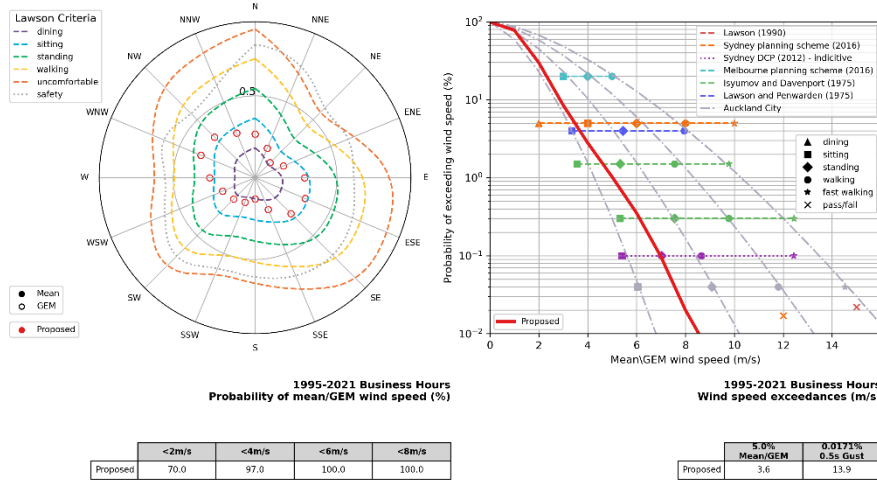 Lawson Criteria
dining
sitting
standing
walking
uncomfortable
safety
N
NNE
NE
ENE
E
ESE
SE
SSE
S
SSW
SW
WSW
W
WNW
NW
NNW
0.5
Mean
GEM
Proposed
1995-2021 Business Hours
Probability of mean/GEM wind speed (%)
<2m/s <4m/s <6m/s <8m/s
Proposed 70.0 97.0 100.0 100.0
Probability of exceeding wind speed (%)
10²
10¹
10⁰
10⁻¹
10⁻²
0 2 4 6 8 10 12 14
Mean\GEM wind speed (m/s)
Lawson (1990)
Sydney planning scheme (2016)
Sydney DCP (2012) - Indicitive
Melbourne planning scheme (2016)
Isyumov and Davenport (1975)
Lawson and Penwarden (1975)
Auckland City
dining
sitting
standing
walking
fast walking
pass/fail
Proposed
1995-2021 Business Hours
Wind speed exceedances (m/s
5.0% 0.0171%
Mean/GEM 0.5s Gust
Proposed 3.6 13.9